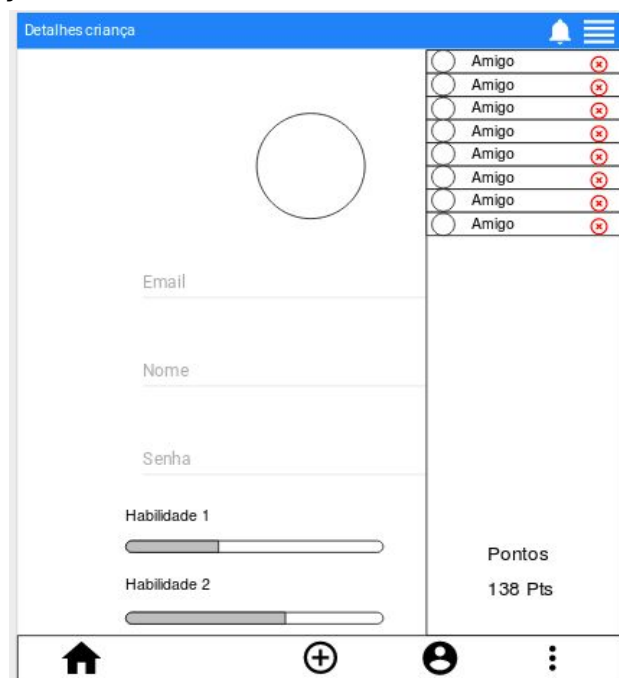 Detalhes criança
Amigo
Amigo
Amigo
Amigo
Amigo
Amigo
Amigo
Amigo
Email
Nome
Senha
Habilidade 1
Habilidade 2
Pontos
138 Pts